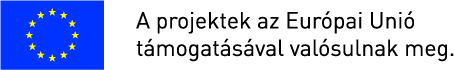 A projektek az Európai Unió
támogatásával valósulnak meg.